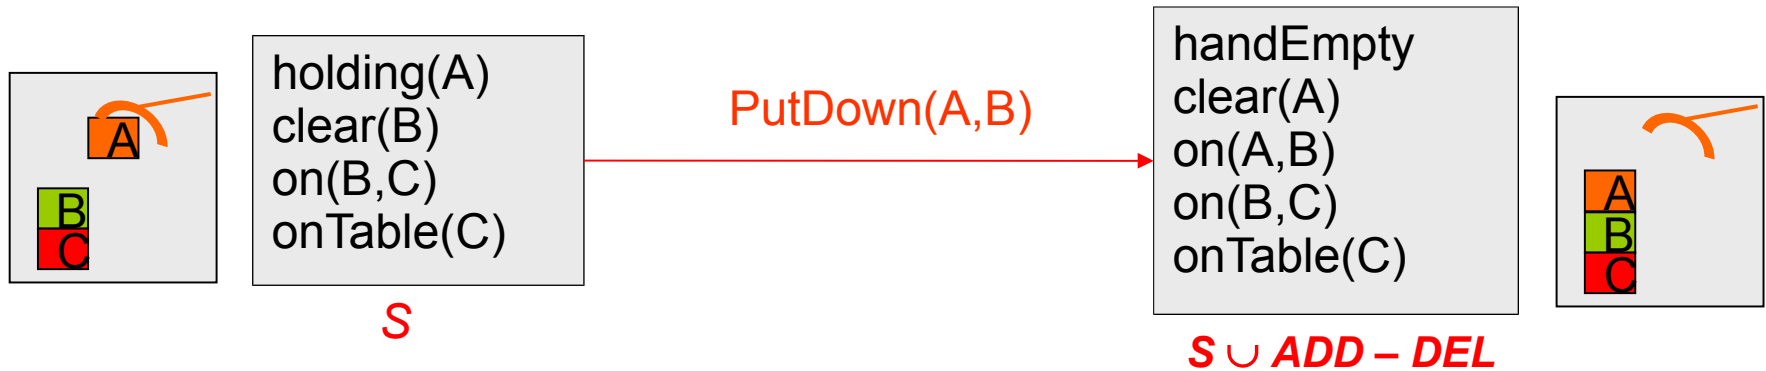 A
B
C
holding(A)
clear(B)
on(B,C)
onTable(C)
S
PutDown(A,B)
handEmpty
clear(A)
on(A,B)
on(B,C)
onTable(C)
S ∪ ADD – DEL
A
B
C